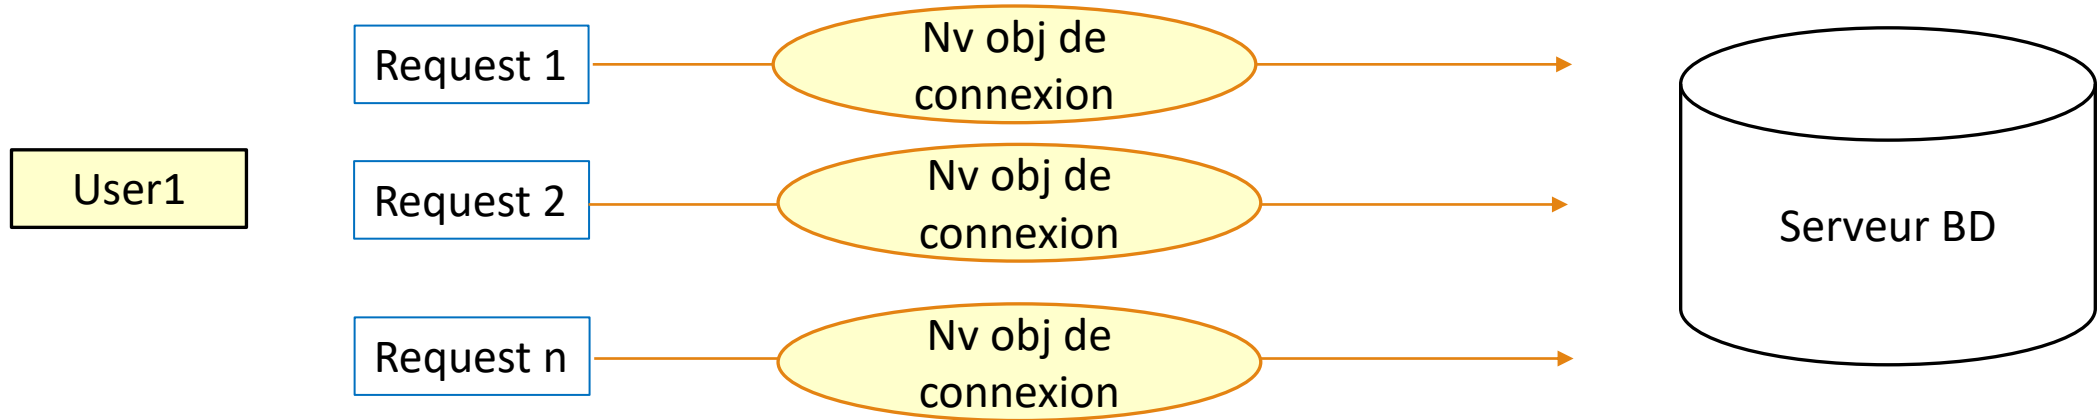 User1
Request 1
Nv obj de
connexion
Request 2
Nv obj de
connexion
Request n
Nv obj de
connexion
Serveur BD